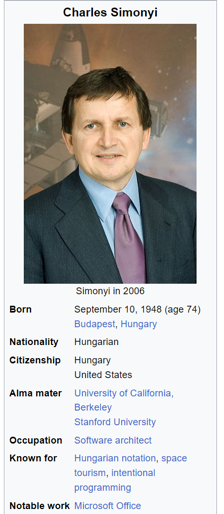 Charles Simonyi
Simonyi in 2006
Born September 10, 1948 (age 74)
Budapest, Hungary
Nationality Hungarian
Citizenship Hungary
United States
Alma mater University of California,
Berkeley
Stanford University
Occupation Software architect
Known for Hungarian notation, space
tourism, intentional
programming
Notable work Microsoft Office